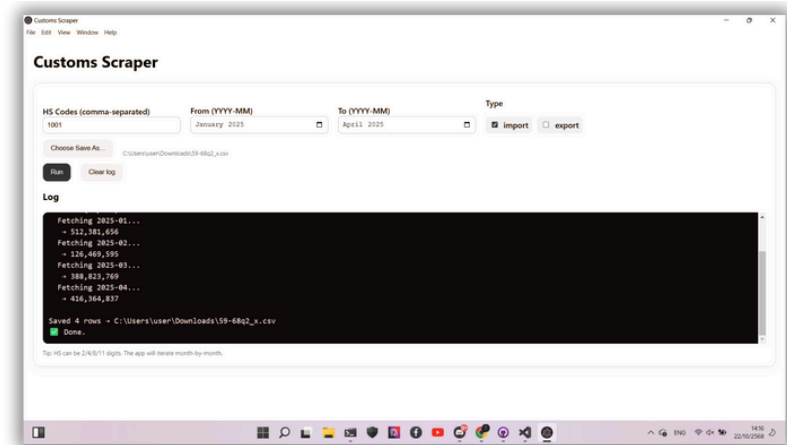 Customs Scraper
File Edit View Window Help
Customs Scraper
HS Codes (comma-separated) From (YYYY-MM) To (YYYY-MM) Type
1001 January 2025 April 2025 import export
Choose Save As... C:\Users\user\Downloads\59-68q2_x.csv
Run Clear log
Log
Fetching 2025-01...
→ 512,381,656
Fetching 2025-02...
→ 126,469,595
Fetching 2025-03...
→ 388,823,769
Fetching 2025-04...
→ 416,364,837
Saved 4 rows → C:\Users\user\Downloads\59-68q2_x.csv
✅ Done.
Tip: HS can be 2/4/8/11 digits. The app will iterate month-by-month.
ENG 14:16
22/10/2568